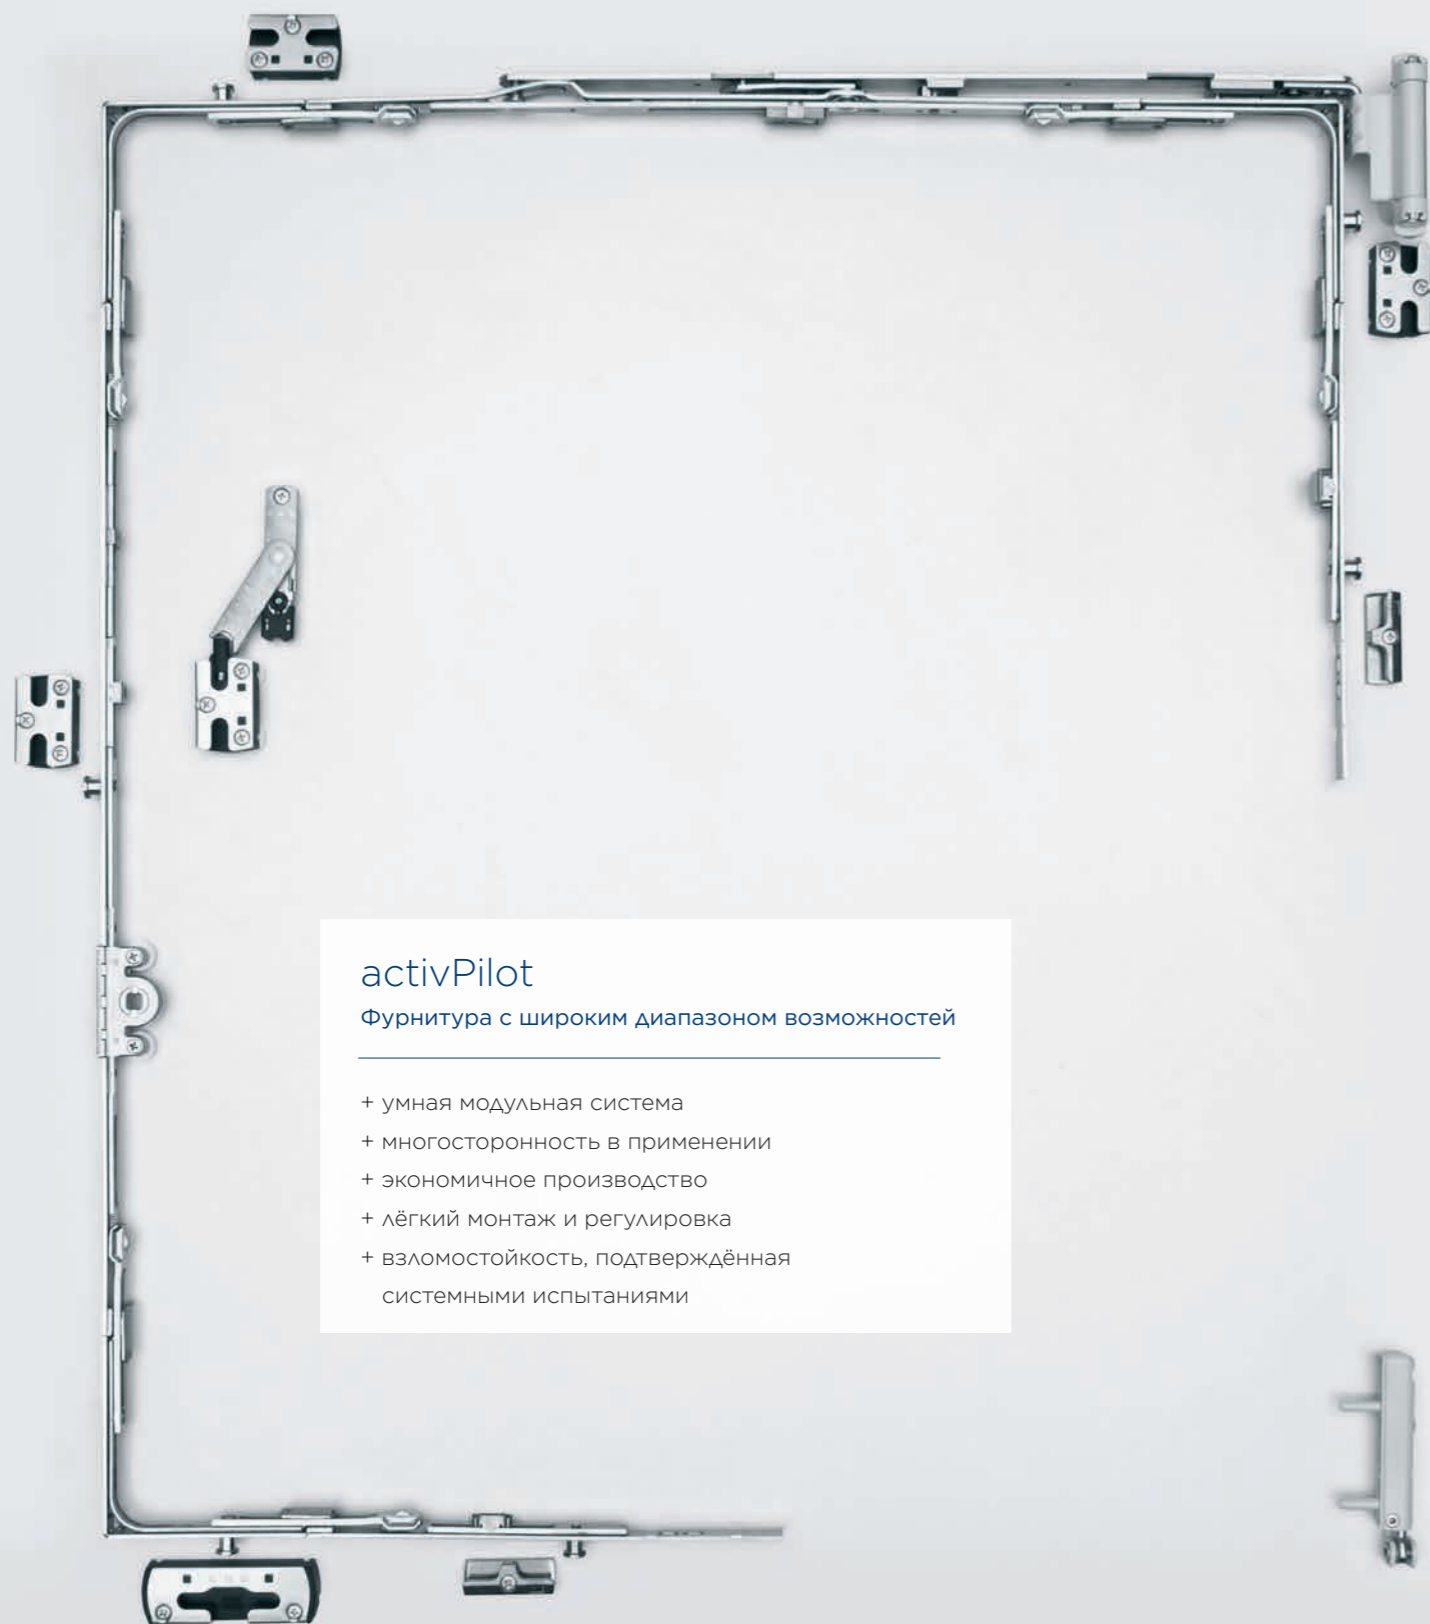 activPilot
Фурнитура с широким диапазоном возможностей
+ умная модульная система
+ многосторонность в применении
+ экономичное производство
+ лёгкий монтаж и регулировка
+ взломостойкость, подтверждённая
системными испытаниями